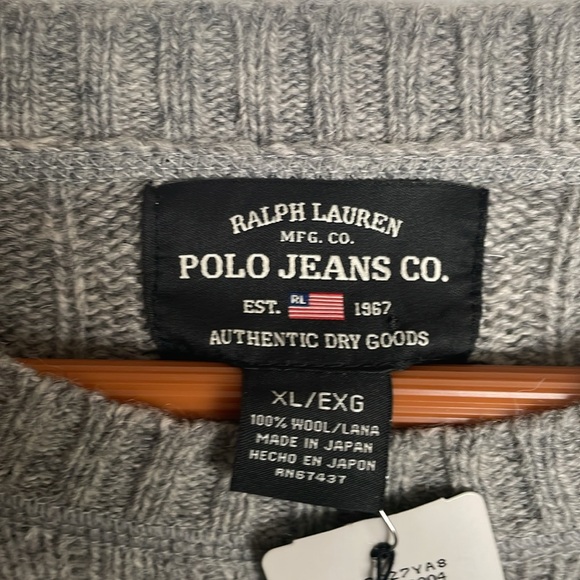 RALPH LAUREN
MFG. CO.
POLO JEANS CO.
EST. RL 1967
AUTHENTIC DRY GOODS
XL/EXG
100% WOOL/LANA
MADE IN JAPAN
HECHO EN JAPON
RN67437